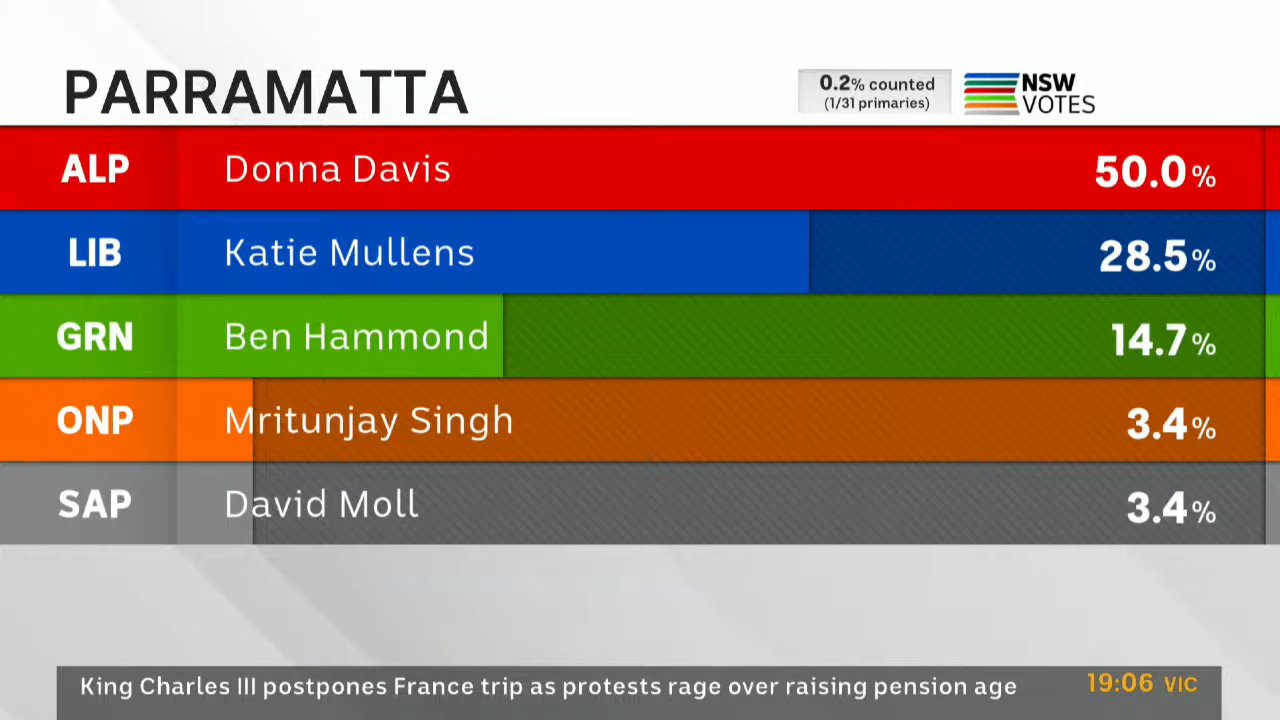 PARRAMATTA
0.2% counted
(1/31 primaries)
NSW
VOTES
ALP Donna Davis 50.0%
LIB Katie Mullens 28.5%
GRN Ben Hammond 14.7%
ONP Mritunjay Singh 3.4%
SAP David Moll 3.4%
King Charles III postpones France trip as protests rage over raising pension age 19:06 VIC